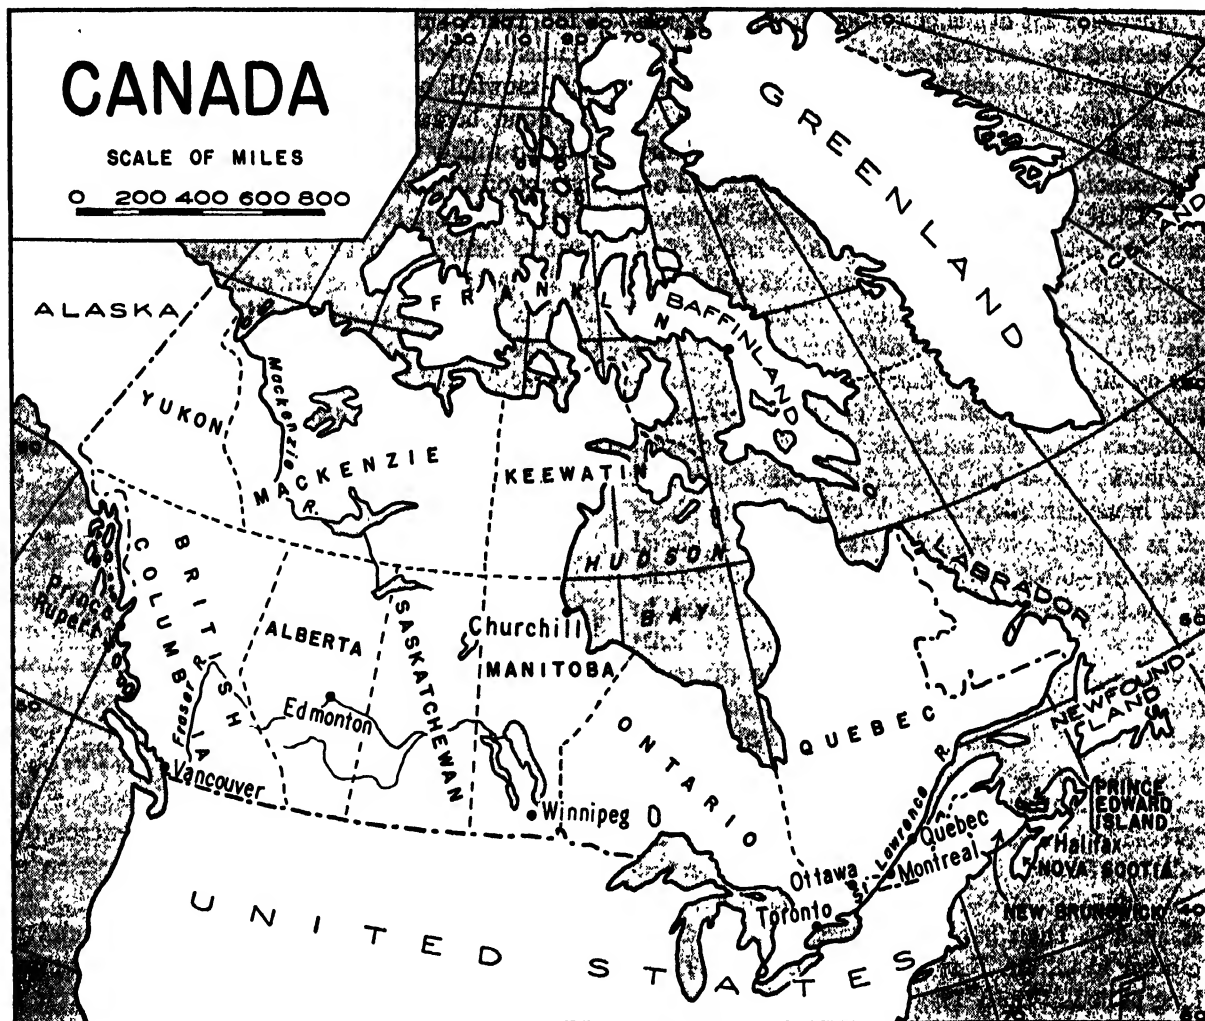 CANADA
SCALE OF MILES
0 200 400 600 800
GREENLAND
ALASKA
FRANKLIN
BAFFINLAND
YUKON
Mackenzie R.
MACKENZIE
KEEWATIN
HUDSON BAY
LABRADOR
BRITISH COLUMBIA
Prince Rupert
ALBERTA
SASKATCHEWAN
Churchill
MANITOBA
Fraser R.
Edmonton
ONTARIO
QUEBEC
NEWFOUNDLAND
ISLAND
Vancouver
Winnipeg
St. Lawrence R.
PRINCE
EDWARD
ISLAND
Quebec
Halifax
Montreal
NOVA SCOTIA
Ottawa
Toronto
NEW BRUNSWICK
40
UNITED STATES